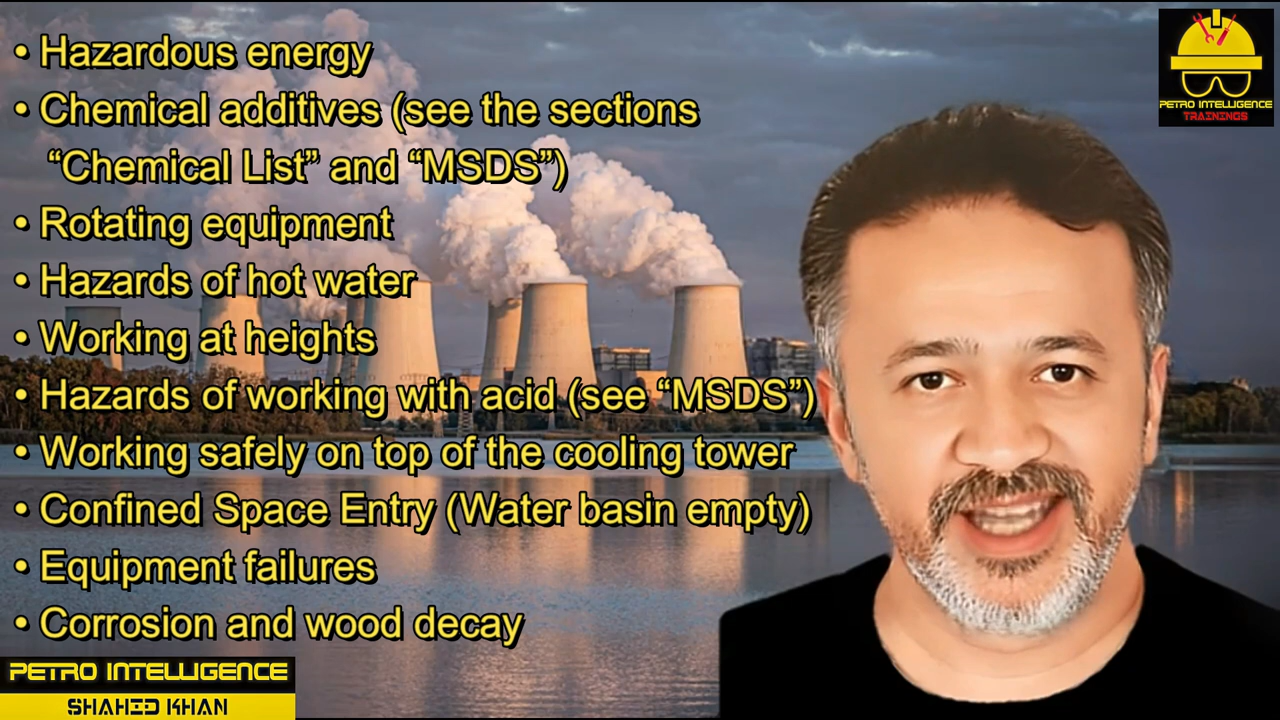 • Hazardous energy
• Chemical additives (see the sections
“Chemical List” and “MSDS”)
• Rotating equipment
• Hazards of hot water
• Working at heights
• Hazards of working with acid (see “MSDS”)
• Working safely on top of the cooling tower
• Confined Space Entry (Water basin empty)
• Equipment failures
• Corrosion and wood decay
PETRO INTELLIGENCE
TRAININGS
PETRO INTELLIGENCE
SHAHID KHAN